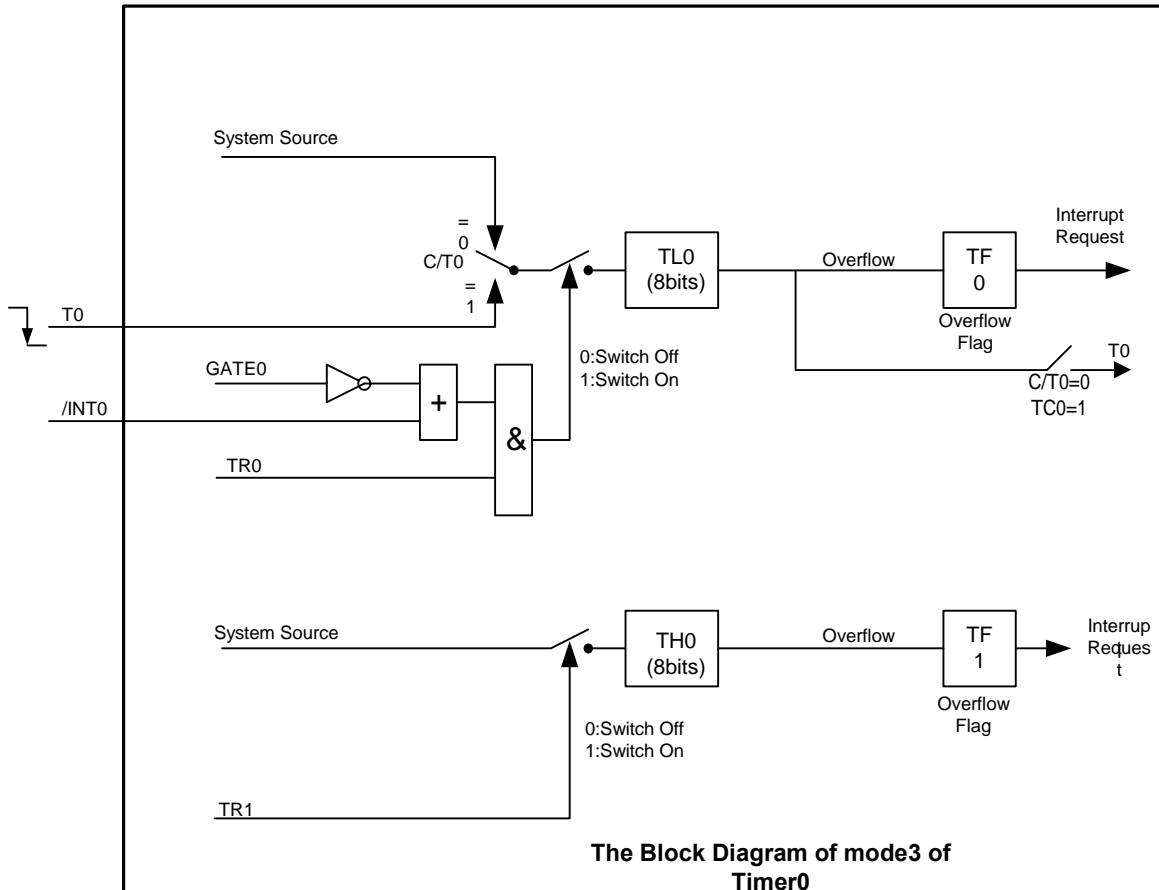 System Source
=
0
C/T0
=
1
TL0
(8bits)
Overflow
TF
0
Interrupt
Request
Overflow
Flag
T0
T0
C/T0=0
TC0=1
0:Switch Off
1:Switch On
GATE0
+
/INT0
&
TR0
System Source
TH0
(8bits)
Overflow
TF
1
Interrup
t
Reques
t
Overflow
Flag
0:Switch Off
1:Switch On
TR1
The Block Diagram of mode3 of
Timer0